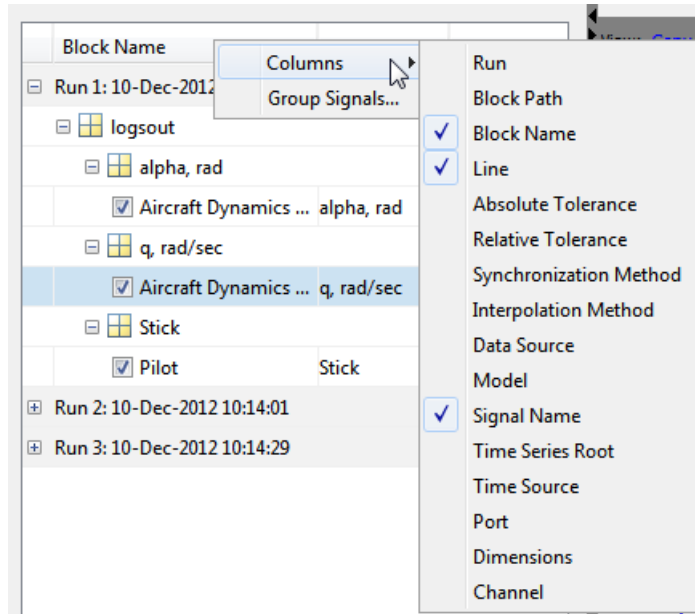 Block Name
Columns
Group Signals...
Run 1: 10-Dec-2012
logsout
alpha, rad
Aircraft Dynamics ... alpha, rad
q, rad/sec
Aircraft Dynamics ... q, rad/sec
Stick
Pilot Stick
Run 2: 10-Dec-2012 10:14:01
Run 3: 10-Dec-2012 10:14:29
Run
Block Path
Block Name
Line
Absolute Tolerance
Relative Tolerance
Synchronization Method
Interpolation Method
Data Source
Model
Signal Name
Time Series Root
Time Source
Port
Dimensions
Channel